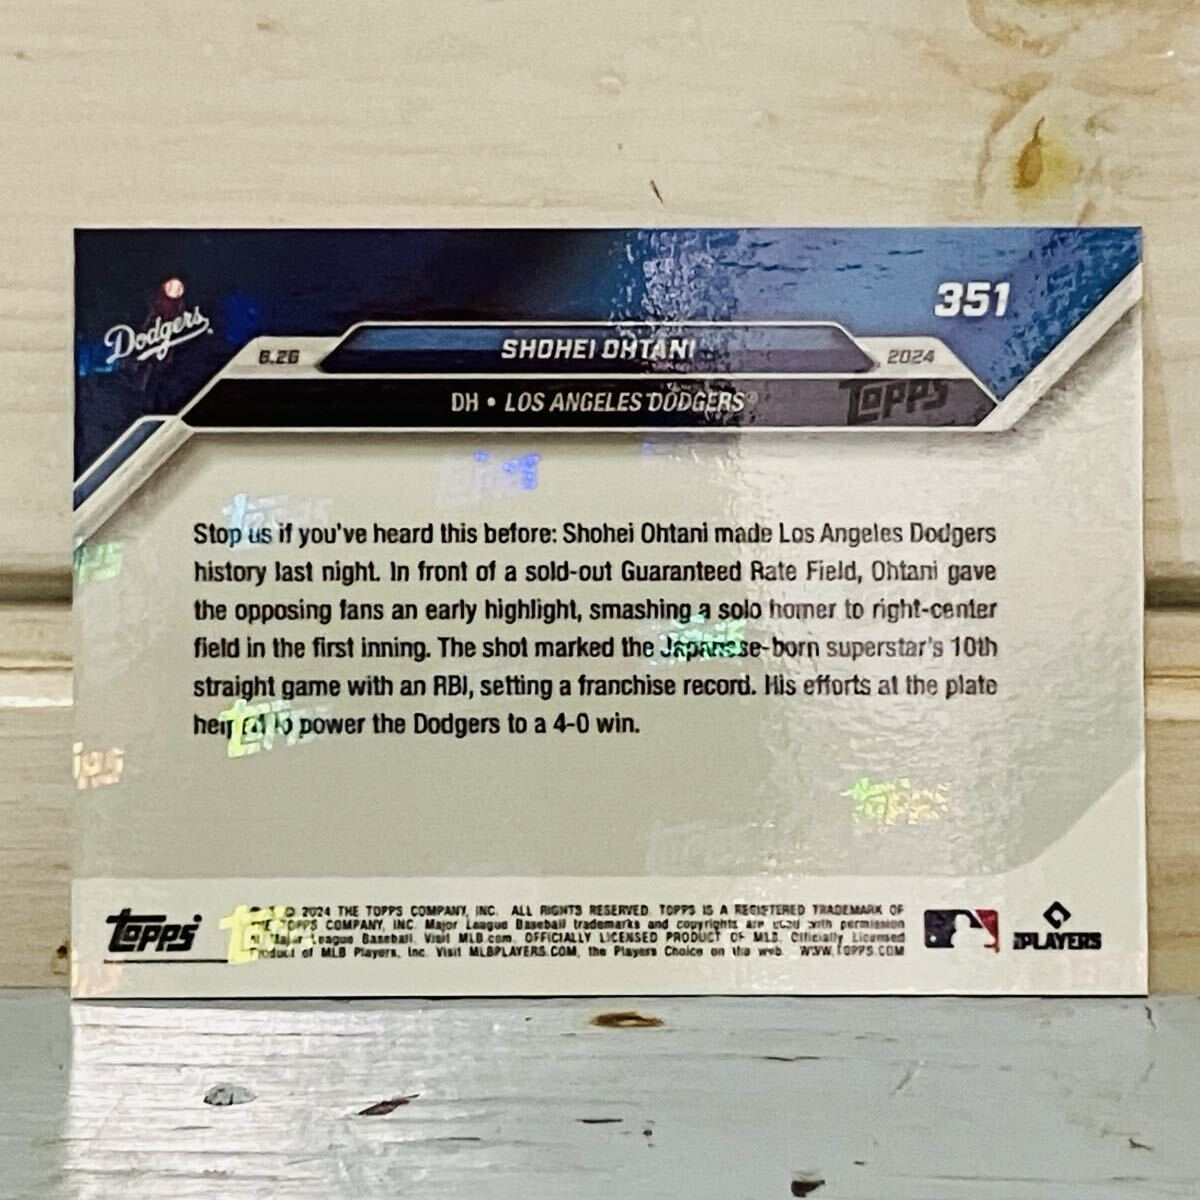 Dodgers
351
6.26
SHOHEI OHTANI
2024
DH • LOS ANGELES DODGERS®
TOPPS
Stop us if you've heard this before: Shohei Ohtani made Los Angeles Dodgers
history last night. In front of a sold-out Guaranteed Rate Field, Ohtani gave
the opposing fans an early highlight, smashing a solo homer to right-center
field in the first inning. The shot marked the Japanese-born superstar's 10th
straight game with an RBI, setting a franchise record. His efforts at the plate
helped to power the Dodgers to a 4-0 win.
TOPPS
© 2024 THE TOPPS COMPANY, INC. ALL RIGHTS RESERVED. TOPPS IS A REGISTERED TRADEMARK OF
THE TOPPS COMPANY, INC. Major League Baseball trademarks and copyrights are used with permission
of Major League Baseball. Visit MLB.com. OFFICIALLY LICENSED PRODUCT OF MLB. Officially Licensed
Product of MLB Players, Inc. Visit MLBPLAYERS.COM, the Players Choice on the web. WWW.TOPPS.COM
PLAYERS